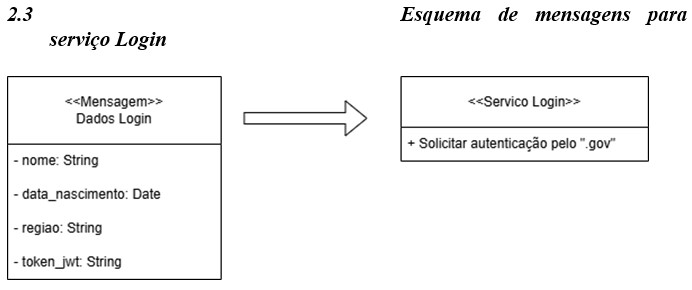 2.3 Esquema de mensagens para
serviço Login
<<Mensagem>>
Dados Login
- nome: String
- data_nascimento: Date
- regiao: String
- token_jwt: String
<<Servico Login>>
+ Solicitar autenticação pelo ".gov"